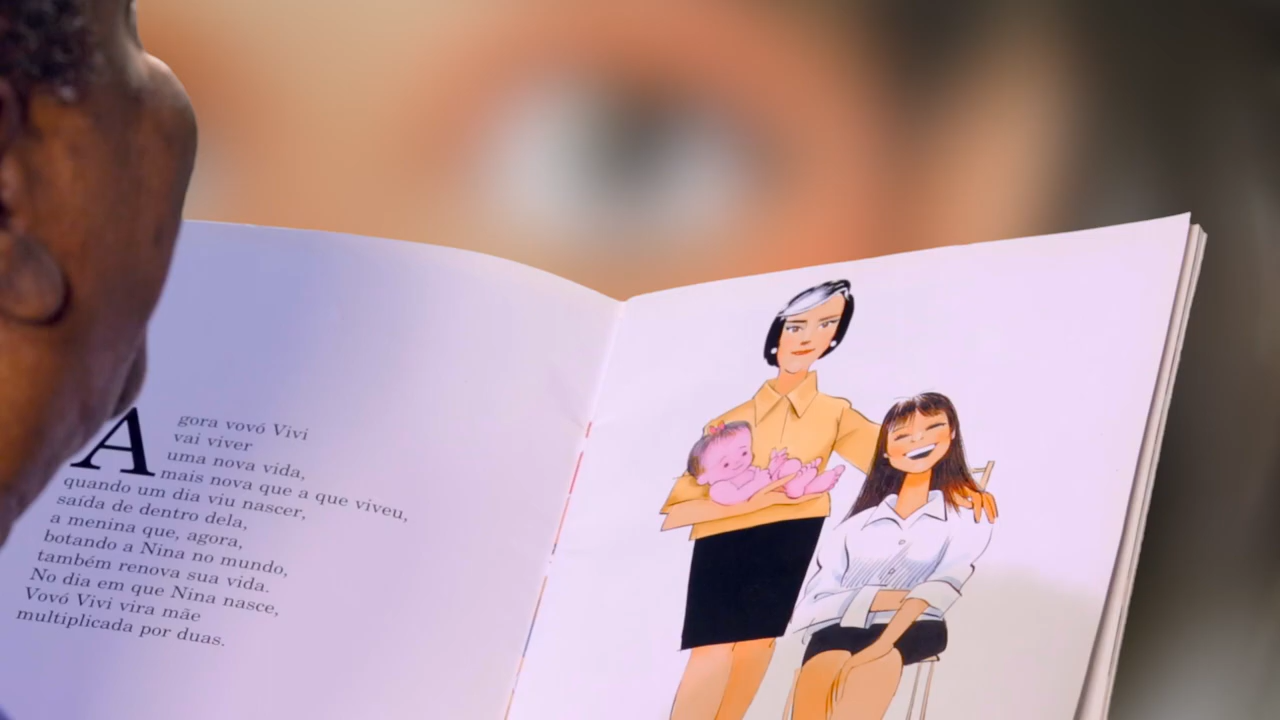 Agora vovó Vivi
vai viver
uma nova vida,
mais nova que a que viveu,
quando um dia viu nascer,
saída de dentro dela,
a menina que, agora,
botando a Nina no mundo,
também renova sua vida.
No dia em que Nina nasce,
Vovó Vivi vira mãe
multiplicada por duas.